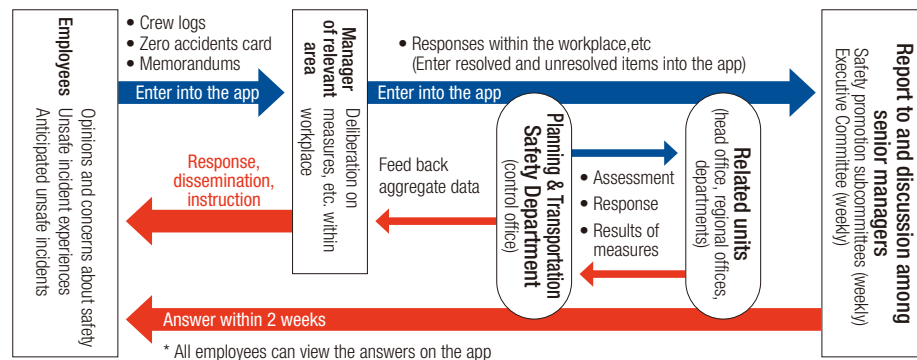 Employees
Opinions and concerns about safety
Unsafe incident experiences
Anticipated unsafe incidents
• Crew logs
• Zero accidents card
• Memorandums
Enter into the app
Response,
dissemination,
instruction
Manager
of relevant
area
Deliberation on
measures, etc. within
workplace
• Responses within the workplace,etc
(Enter resolved and unresolved items into the app)
Enter into the app
Feed back
aggregate data
Planning & Transportation
Safety Department
(control office)
• Assessment
• Response
• Results of
measures
Related units
(head office, regional offices,
departments)
Report to and discussion among
senior managers
Safety promotion subcommittees (weekly)
Executive Committee (weekly)
Answer within 2 weeks
* All employees can view the answers on the app